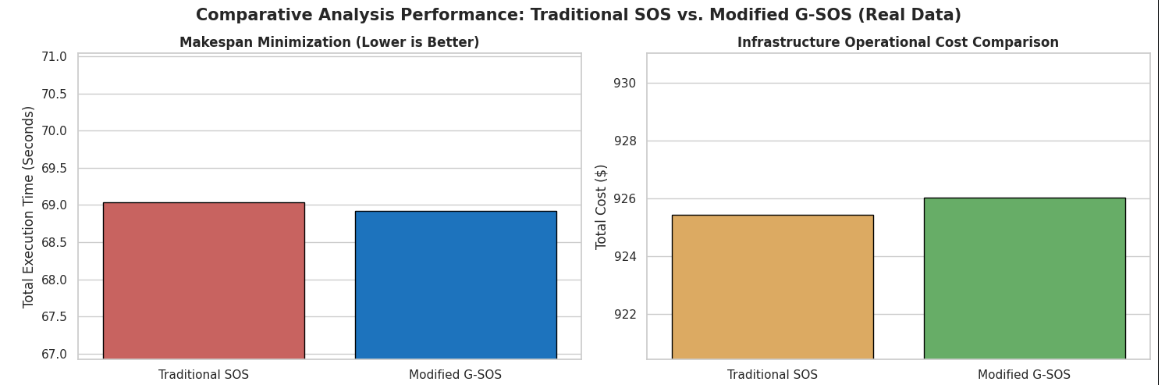 Comparative Analysis Performance: Traditional SOS vs. Modified G-SOS (Real Data)
Makespan Minimization (Lower is Better)
Total Execution Time (Seconds)
71.0
70.5
70.0
69.5
69.0
68.5
68.0
67.5
67.0
Traditional SOS
Modified G-SOS
Infrastructure Operational Cost Comparison
Total Cost ($)
930
928
926
924
922
Traditional SOS
Modified G-SOS